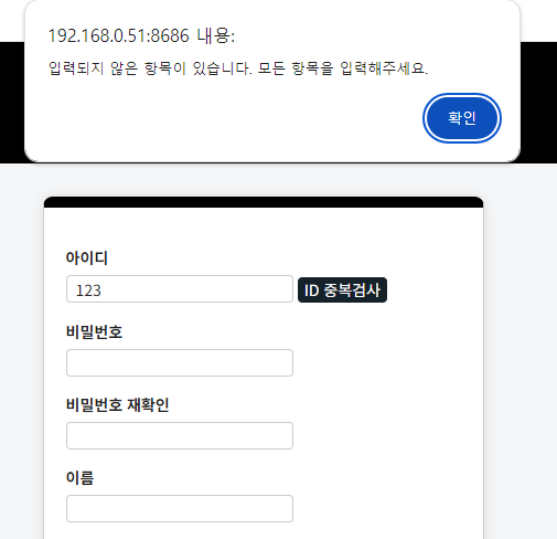 192.168.0.51:8686 내용:
입력되지 않은 항목이 있습니다. 모든 항목을 입력해주세요.
확인
아이디
123 ID 중복검사
비밀번호
비밀번호 재확인
이름